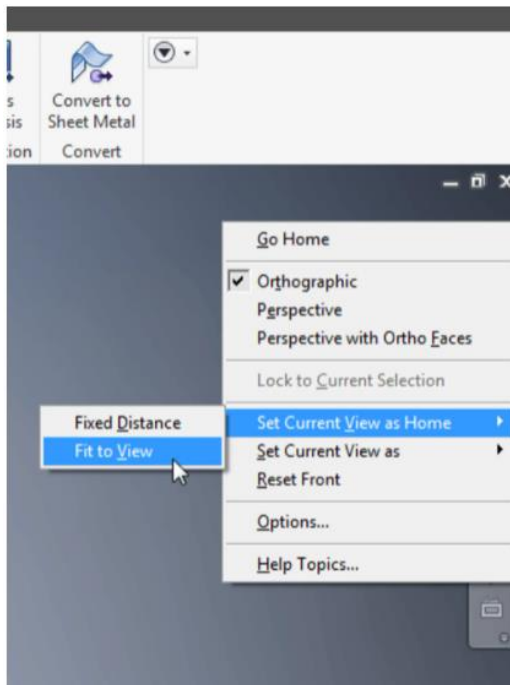 s
Convert to
sis
Sheet Metal
tion
Convert
Go Home
Orthographic
Perspective
Perspective with Ortho Faces
Lock to Current Selection
Fixed Distance
Set Current View as Home
Fit to View
Set Current View as
Reset Front
Options...
Help Topics...